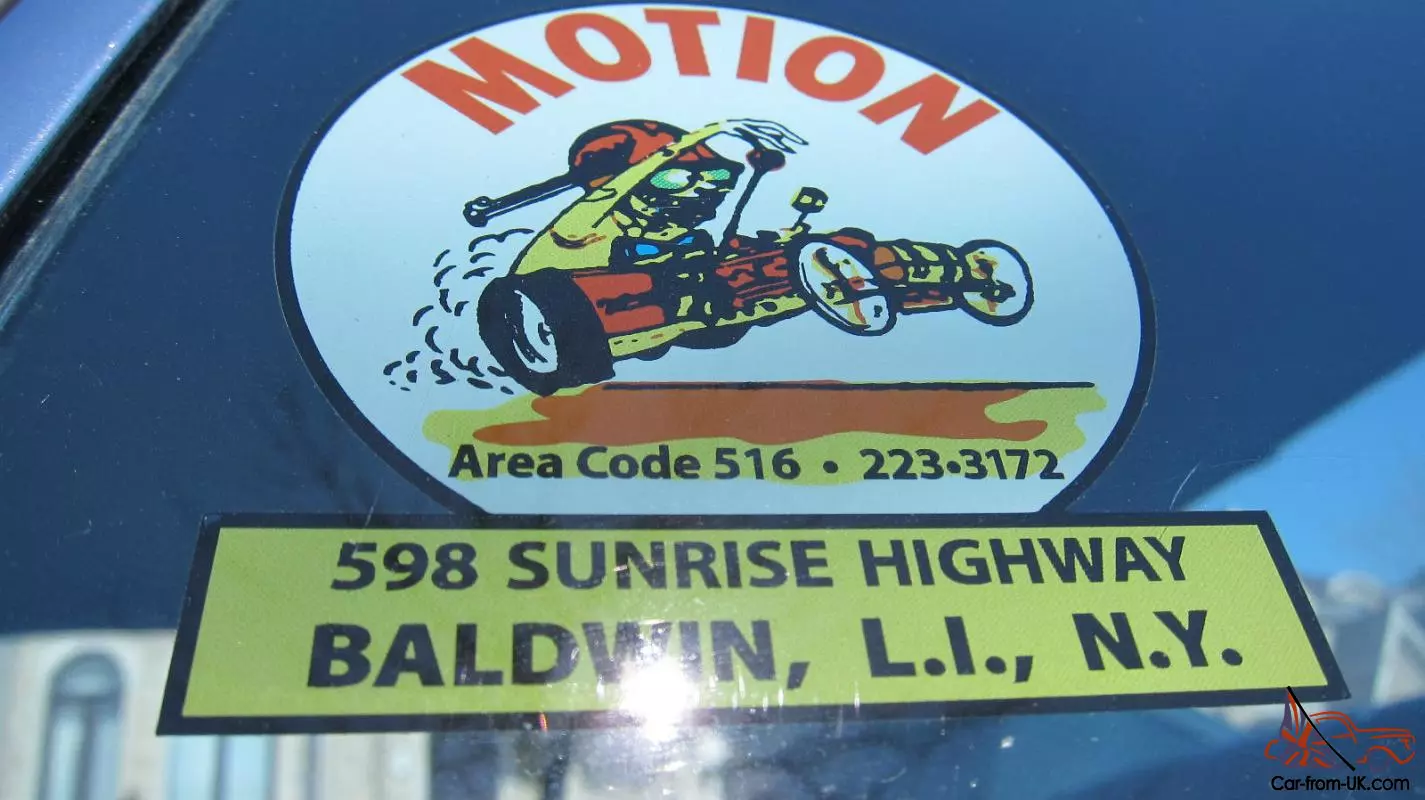 MOTION
Area Code 516 • 223•3172
598 SUNRISE HIGHWAY
BALDWIN, L.I., N.Y.
Car-from-UK.com